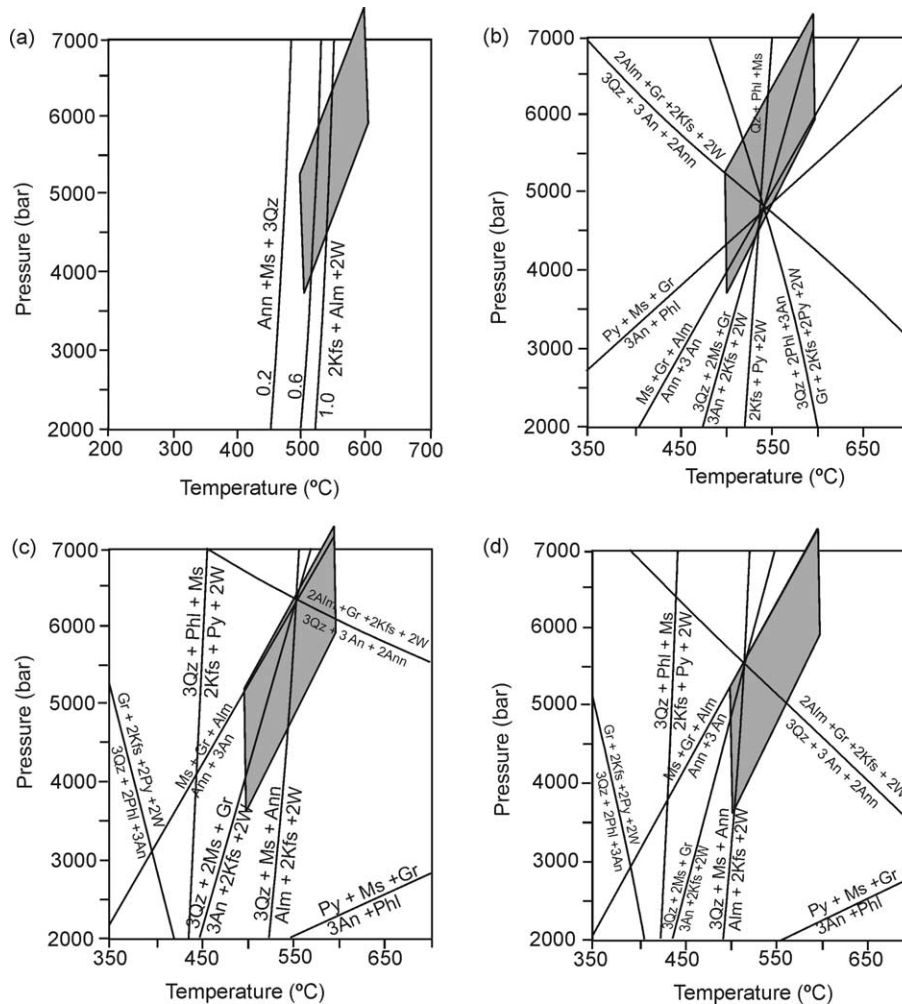 (a)
7000
6000
5000
4000
3000
2000
Pressure (bar)
Ann +Ms + 3Qz
0.2
0.6
1.0
2Kfs + Alm +2W
200
300
400
500
600
700
Temperature (ºC)
(b)
7000
6000
5000
4000
3000
2000
Pressure (bar)
2Alm +Gr +2Kfs + 2W
3Qz + 3 An + 2Ann
Qz + Phl +Ms
Py + Ms + Gr
3An + Phl
Ms +Gr + Alm
Ann +3 An
3Qz + 2Ms +Gr
3An + 2Kfs + 2W
2Kfs + Py +2W
3Qz + 2Phl + 3An
Gr + 2Kfs +2Py +2W
350
450
550
650
Temperature (ºC)
(c)
7000
6000
5000
4000
3000
2000
Pressure (bar)
3Qz + Phl + Ms
2Kfs + Py + 2W
2Alm +Gr +2Kfs + 2W
3Qz + 3 An + 2Ann
Gr + 2Kfs +2Py +2W
3Qz + 2Phl +3An
Ms +Gr + Alm
Ann + 3An
3Qz + 2Ms + Gr
3An +2Kfs +2W
3Qz + Ms + Ann
Alm + 2Kfs +2W
Py + Ms +Gr
3An +Phl
350
450
550
650
Temperature (ºC)
(d)
7000
6000
5000
4000
3000
2000
Pressure (bar)
3Qz + Phl + Ms
2Kfs + Py + 2W
2Alm +Gr +2Kfs + 2W
3Qz + 3 An + 2Ann
Gr + 2Kfs +2Py +2W
3Qz + 2Phl +3An
Ms +Gr + Alm
Ann +3 An
3Qz +2Ms + Gr
3An +2Kfs +2W
3Qz + Ms + Ann
Alm + 2Kfs +2W
Py + Ms +Gr
3An +Phl
350
450
550
650
Temperature (ºC)